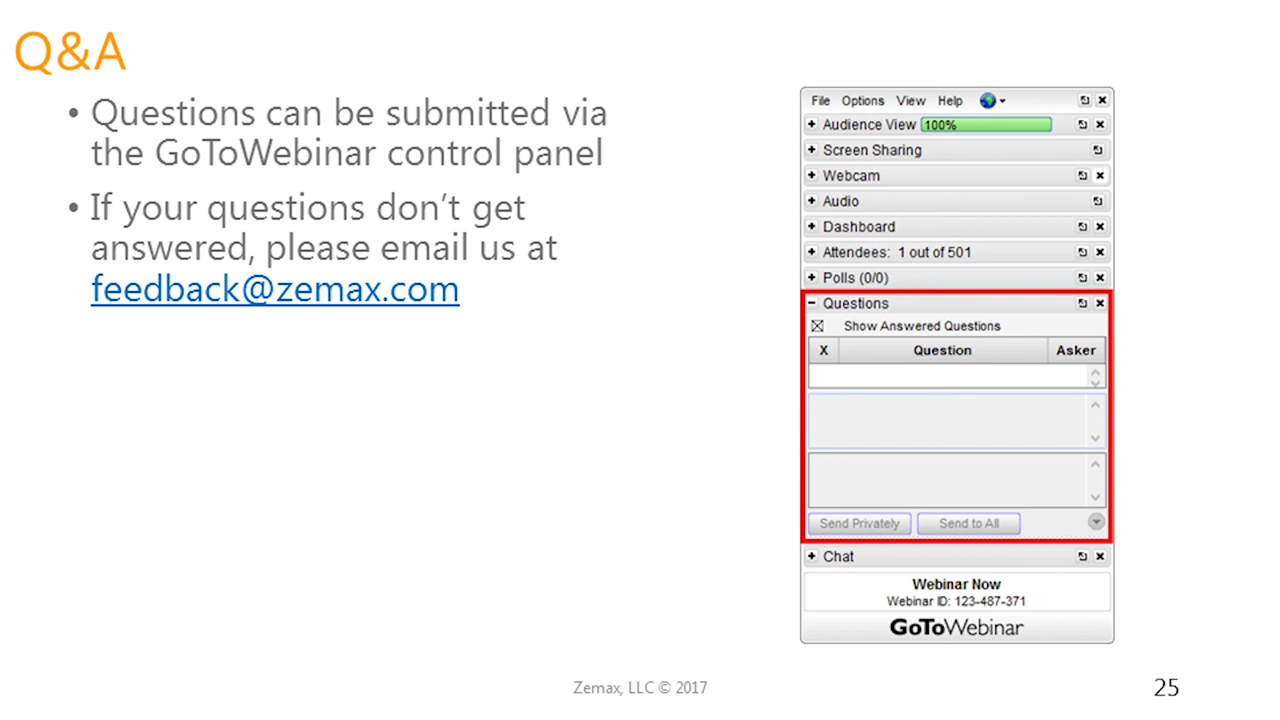 Q&A
• Questions can be submitted via
the GoToWebinar control panel
• If your questions don’t get
answered, please email us at
feedback@zemax.com
File Options View Help
Audience View 100%
Screen Sharing
Webcam
Audio
Dashboard
Attendees: 1 out of 501
Polls (0/0)
Questions
Show Answered Questions
X Question Asker
Send Privately Send to All
Chat
Webinar Now
Webinar ID: 123-487-371
GoToWebinar
Zemax, LLC © 2017
25